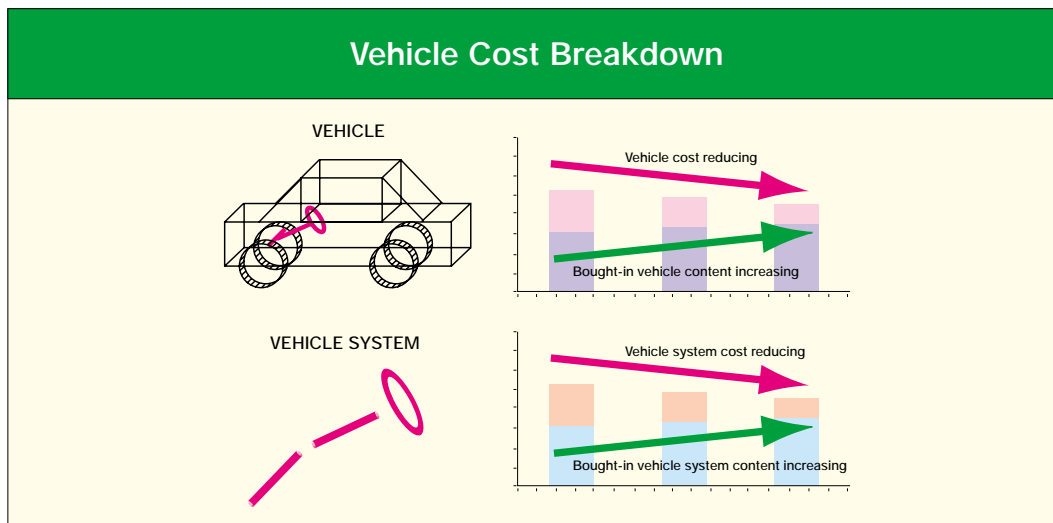 Vehicle Cost Breakdown
VEHICLE
Vehicle cost reducing
Bought-in vehicle content increasing
VEHICLE SYSTEM
Vehicle system cost reducing
Bought-in vehicle system content increasing